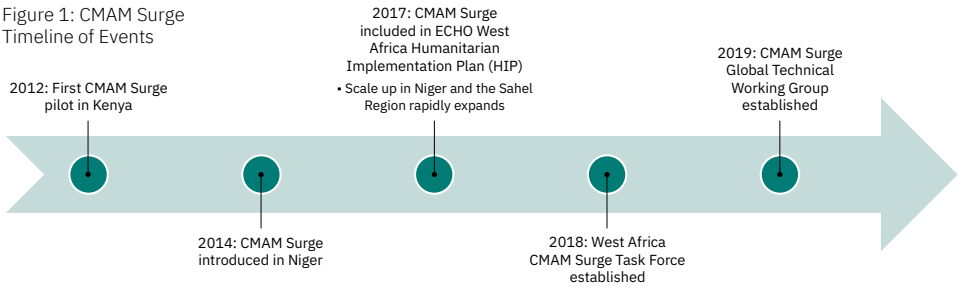 Figure 1: CMAM Surge
Timeline of Events
2012: First CMAM Surge
pilot in Kenya
2014: CMAM Surge
introduced in Niger
2017: CMAM Surge
included in ECHO West
Africa Humanitarian
Implementation Plan (HIP)
• Scale up in Niger and the Sahel
Region rapidly expands
2018: West Africa
CMAM Surge Task Force
established
2019: CMAM Surge
Global Technical
Working Group
established